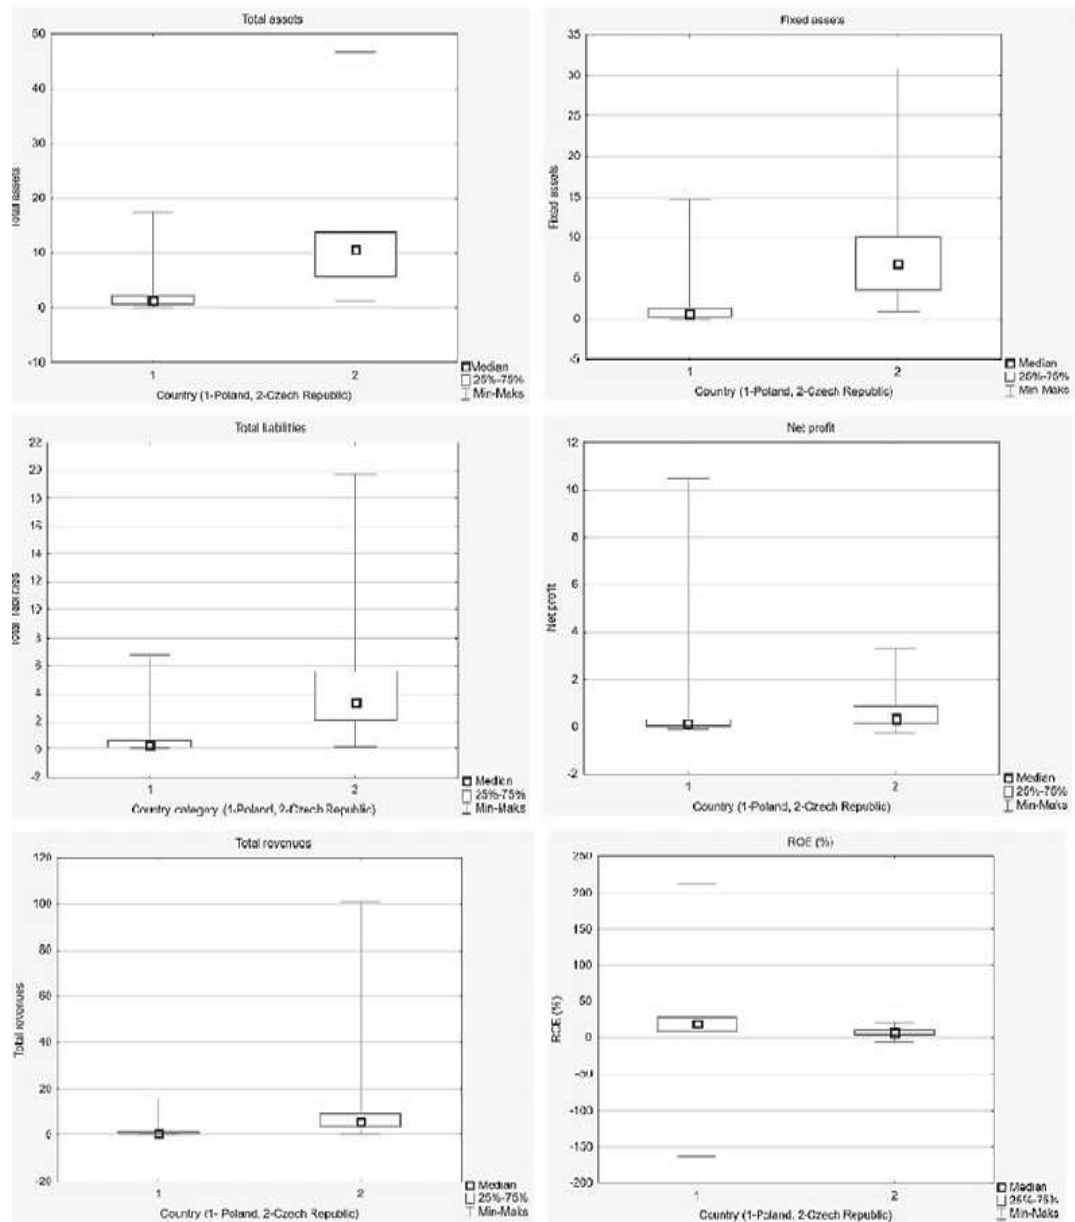 Total assets
50
40
30
20
10
0
-10
Total assets
1
2
Median
25%-75%
Min-Maks
Country (1-Poland, 2-Czech Republic)
Fixed assets
35
30
25
20
15
10
5
0
-5
Fixed assets
1
2
Median
25%-75%
Min-Maks
Country (1-Poland, 2-Czech Republic)
Total liabilities
22
20
18
16
14
12
10
8
6
4
2
0
-2
Total liabilities
1
2
Median
25%-75%
Min-Maks
Country category (1-Poland, 2-Czech Republic)
Net profit
12
10
8
6
4
2
0
-2
Net profit
1
2
Median
25%-75%
Min-Maks
Country (1-Poland, 2-Czech Republic)
Total revenues
120
100
80
60
40
20
0
-20
Total revenues
1
2
Median
25%-75%
Min-Maks
Country (1- Poland, 2-Czech Republic)
ROE (%)
250
200
150
100
50
0
-50
-100
-150
-200
ROE (%)
1
2
Median
25%-75%
Min-Maks
Country (1-Poland, 2-Czech Republic)